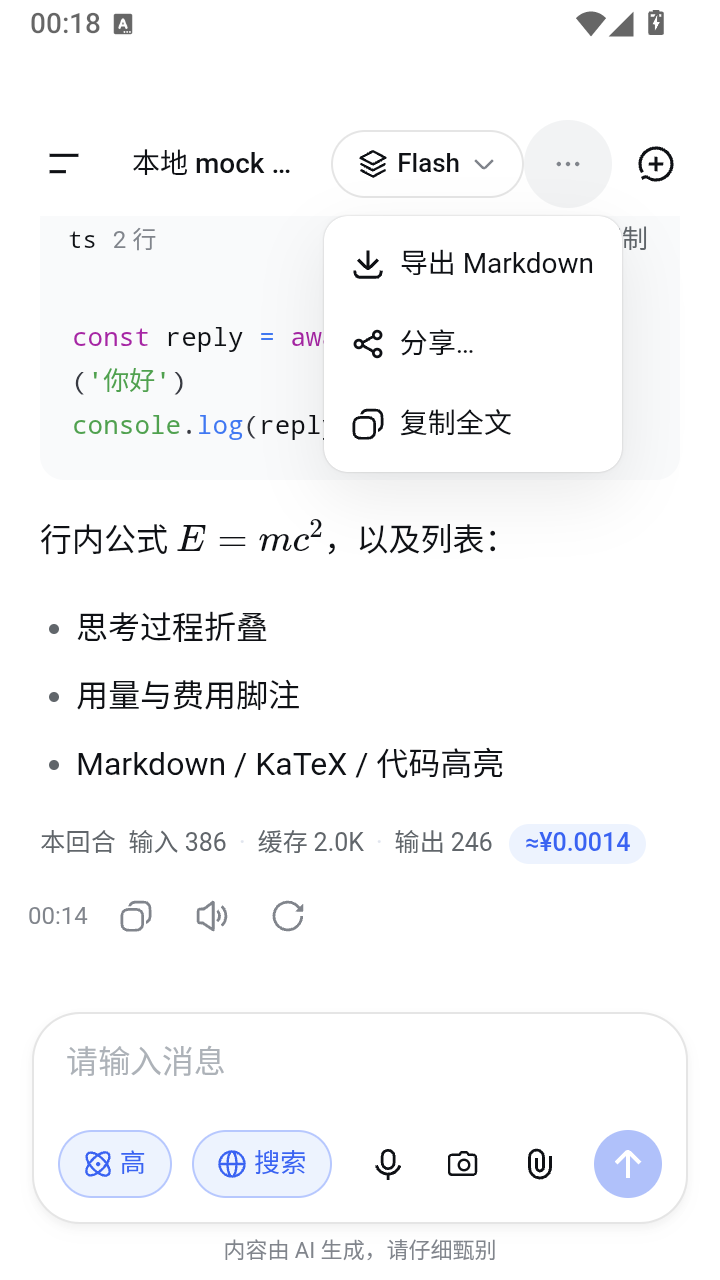 00:18
本地 mock ...
Flash
ts 2 行
制
导出 Markdown
分享...
复制全文
const reply = aw
('你好')
console.log(repl
行内公式 E = mc²，以及列表：
• 思考过程折叠
• 用量与费用脚注
• Markdown / KaTeX / 代码高亮
本回合 输入 386 · 缓存 2.0K · 输出 246 ≈¥0.0014
00:14
请输入消息
高 搜索
内容由 AI 生成，请仔细甄别